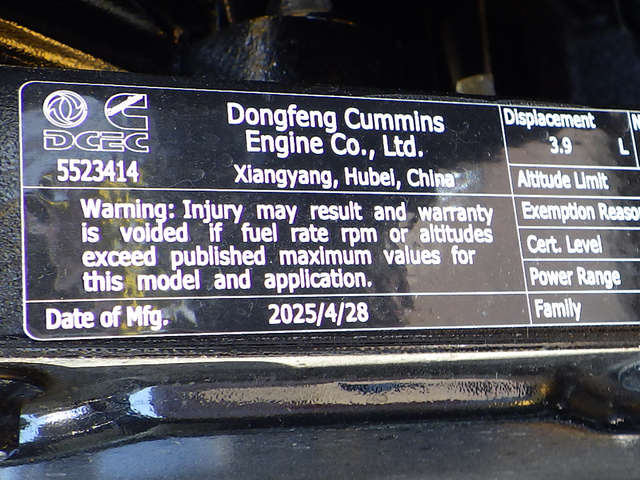 DCEC
5523414
Dongfeng Cummins
Engine Co., Ltd.
Xiangyang, Hubei, China
Warning: Injury may result and warranty
is voided if fuel rate rpm or altitudes
exceed published maximum values for
this model and application.
Date of Mfg. 2025/4/28
Displacement
3.9 L
Altitude Limit
Exemption Reaso
Cert. Level
Power Range
Family